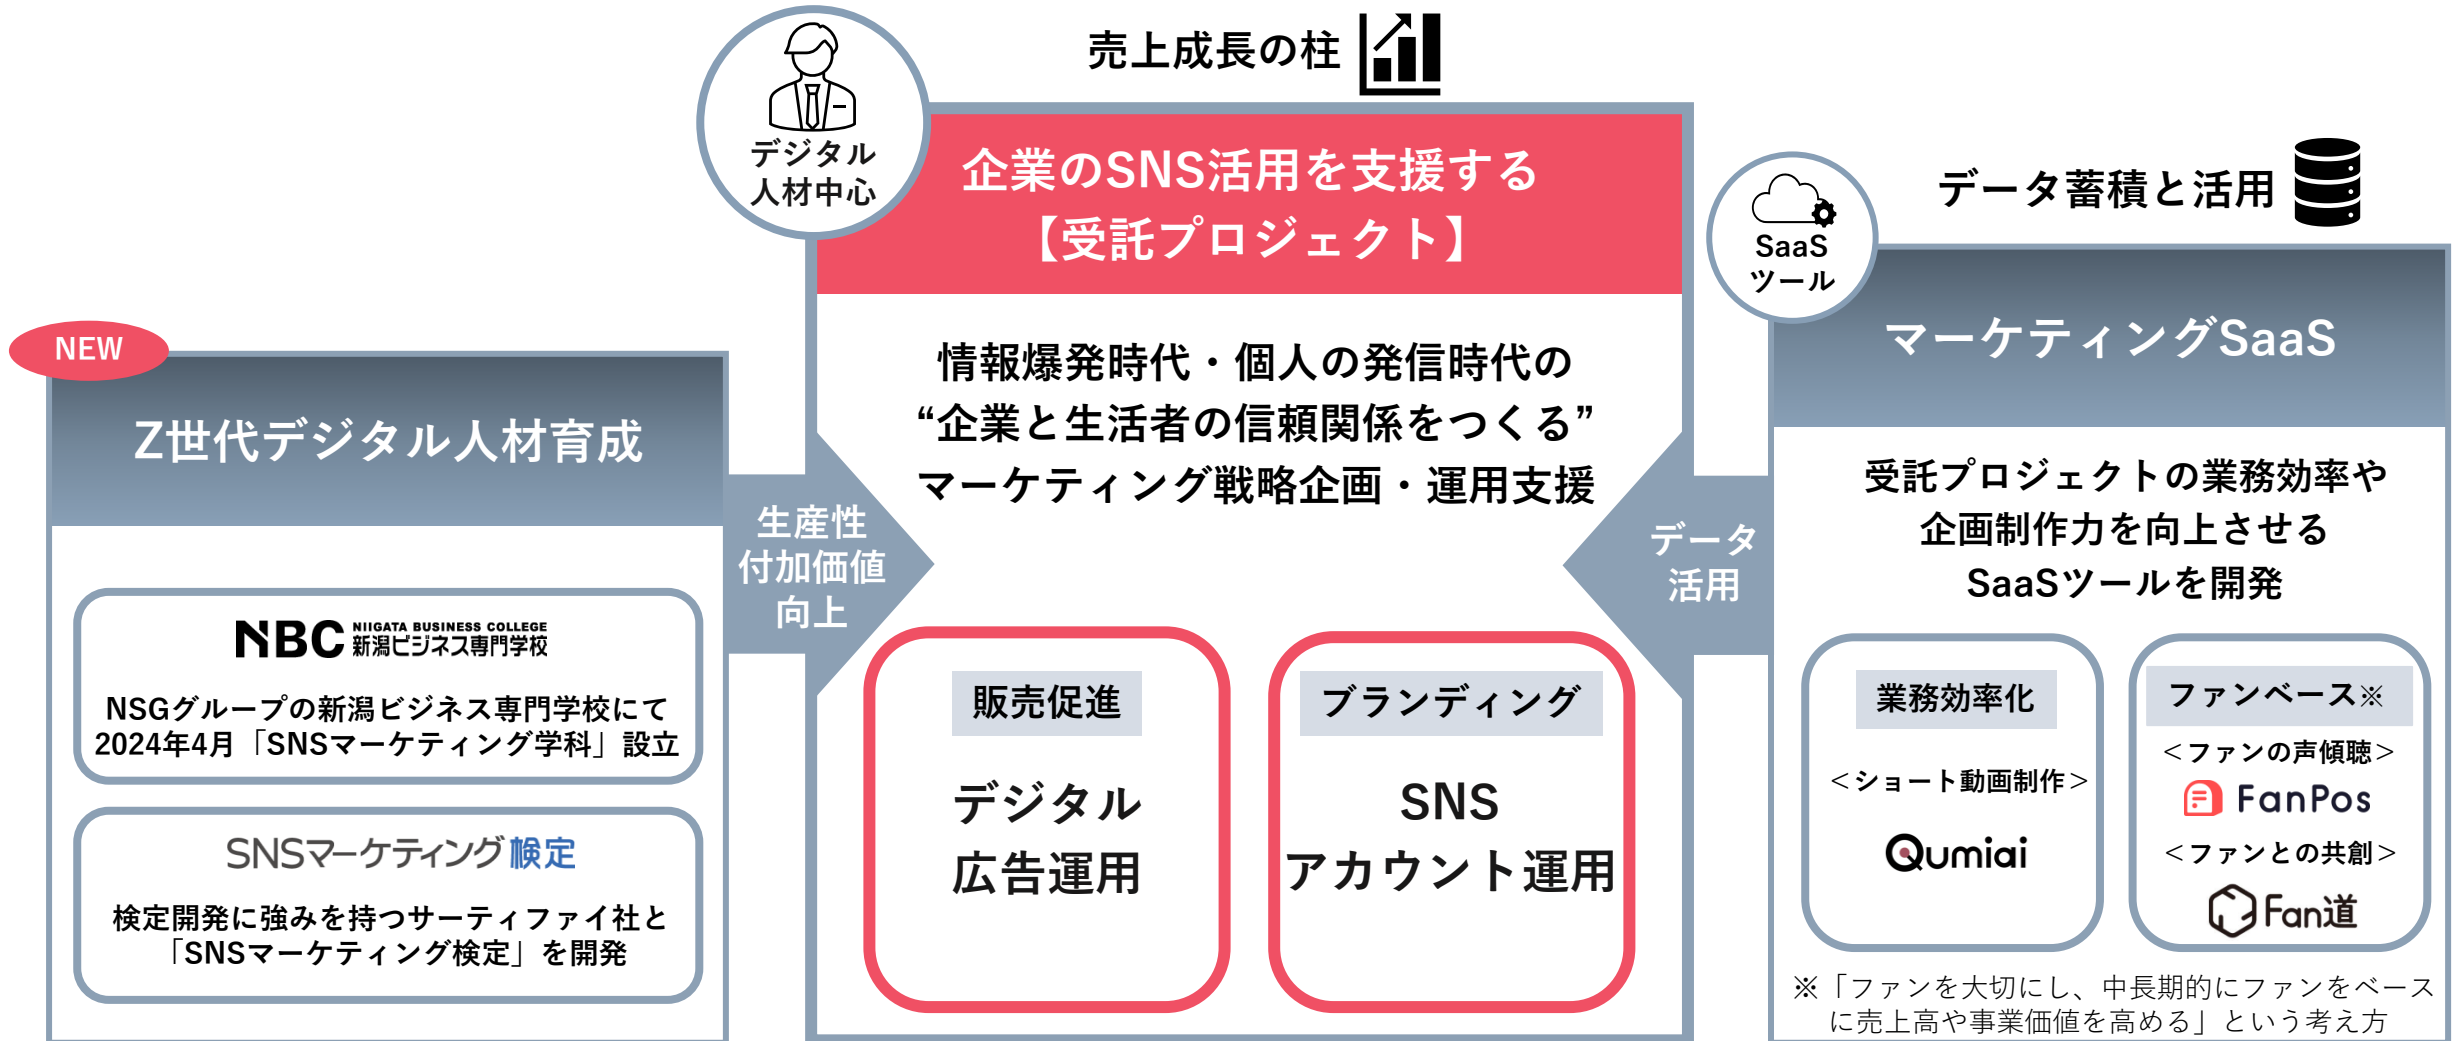 売上成長の柱
デジタル
人材中心
企業のSNS活用を支援する
【受託プロジェクト】
情報爆発時代・個人の発信時代の
“企業と生活者の信頼関係をつくる”
マーケティング戦略企画・運用支援
販売促進
デジタル
広告運用
ブランディング
SNS
アカウント運用
NEW
Z世代デジタル人材育成
NBC NIIGATA BUSINESS COLLEGE
新潟ビジネス専門学校
NSGグループの新潟ビジネス専門学校にて
2024年4月「SNSマーケティング学科」設立
SNSマーケティング検定
検定開発に強みを持つサーティファイ社と
「SNSマーケティング検定」を開発
生産性
付加価値
向上
データ
活用
データ蓄積と活用
SaaS
ツール
マーケティングSaaS
受託プロジェクトの業務効率や
企画制作力を向上させる
SaaSツールを開発
業務効率化
＜ショート動画制作＞
Qumiai
ファンベース※
＜ファンの声傾聴＞
FanPos
＜ファンとの共創＞
Fan道
※「ファンを大切にし、中長期的にファンをベース
に売上高や事業価値を高める」という考え方